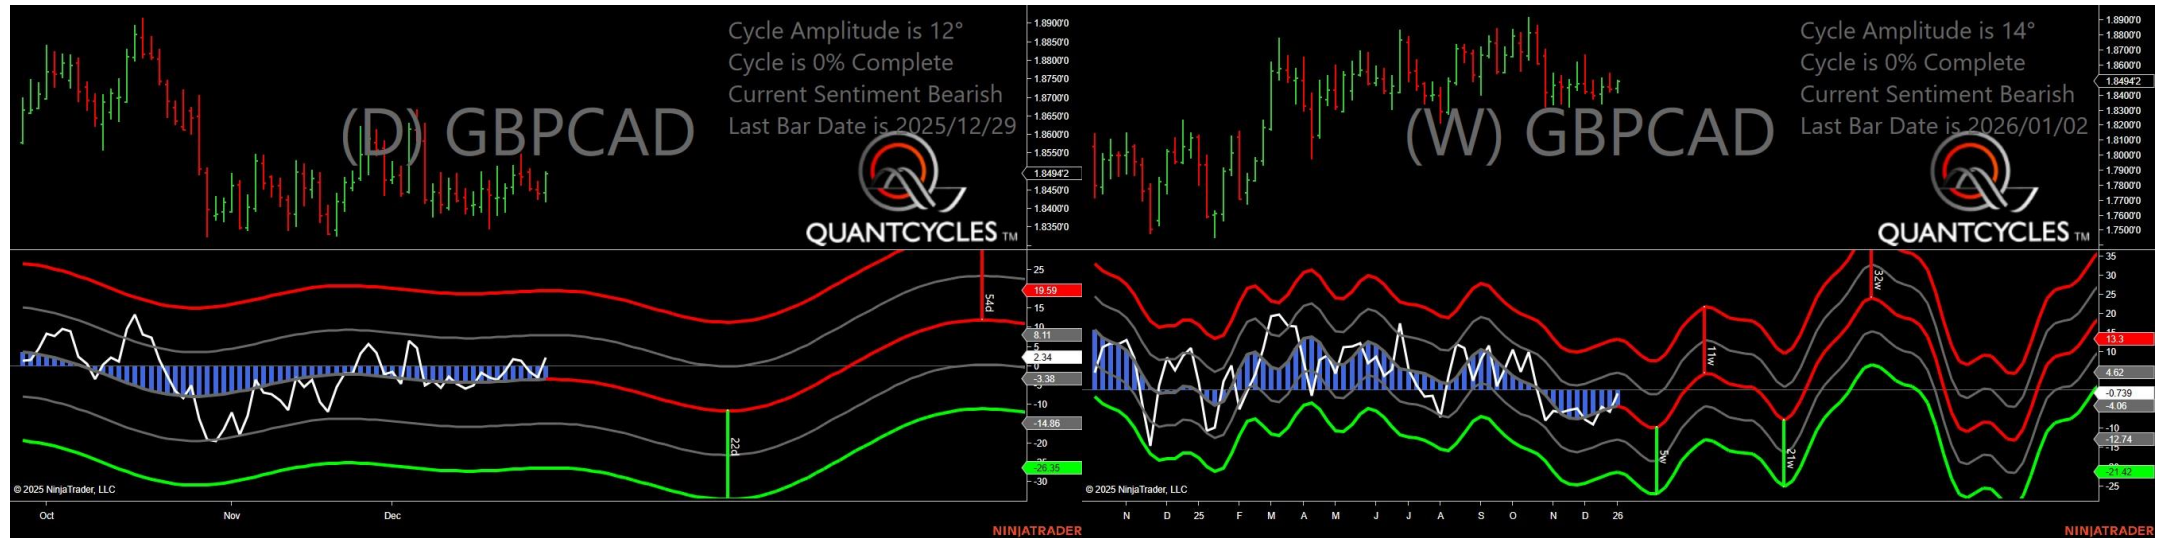 Cycle Amplitude is 12°
Cycle is 0% Complete
Current Sentiment Bearish
Last Bar Date is 2025/12/29
(D) GBPCAD
QUANTCYCLES TM
1.8900'0
1.8850'0
1.8800'0
1.8750'0
1.8700'0
1.8650'0
1.8600'0
1.8550'0
1.8494'2
1.8450'0
1.8400'0
1.8350'0
25
19.59
15
10
8.11
5
2.34
0
-3.38
-10
-14.86
-20
-26.35
-30
54d
22d
© 2025 NinjaTrader, LLC
Oct Nov Dec
NINJATRADER
Cycle Amplitude is 14°
Cycle is 0% Complete
Current Sentiment Bearish
Last Bar Date is 2026/01/02
(W) GBPCAD
QUANTCYCLES TM
1.8900'0
1.8800'0
1.8700'0
1.8600'0
1.8494'2
1.8400'0
1.8300'0
1.8200'0
1.8100'0
1.8000'0
1.7900'0
1.7800'0
1.7700'0
1.7600'0
1.7500'0
35
30
25
20
13.3
10
4.62
-0.739
-4.06
-10
-12.74
-21.42
-25
11w
32w
5w
21w
© 2025 NinjaTrader, LLC
N D 25 F M A M J J A S O N D 26
NINJATRADER